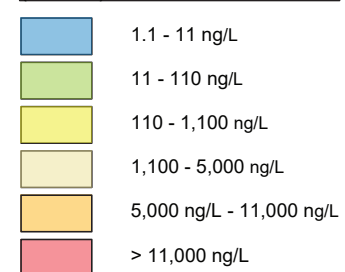 1.1 - 11 ng/L
11 - 110 ng/L
110 - 1,100 ng/L
1,100 - 5,000 ng/L
5,000 ng/L - 11,000 ng/L
> 11,000 ng/L